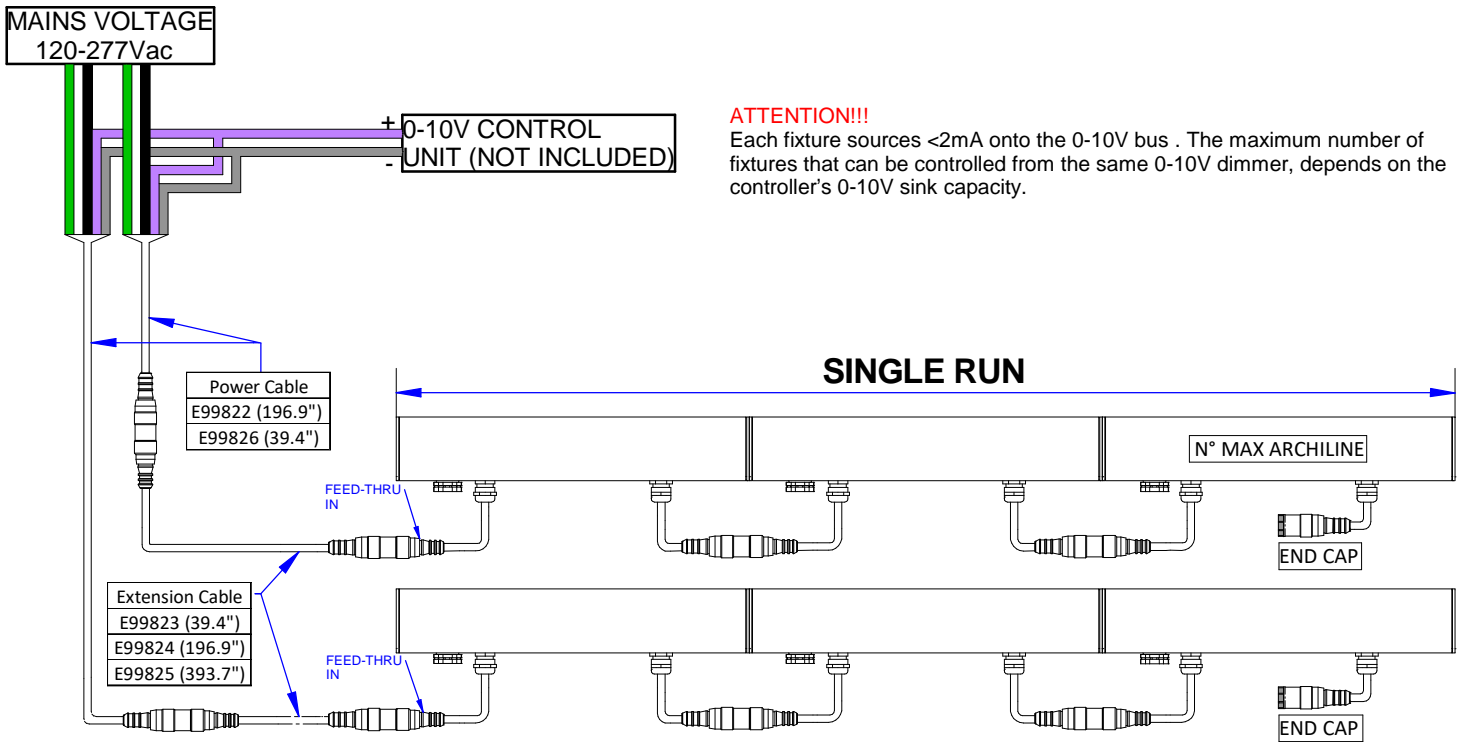 MAINS VOLTAGE
120-277Vac
+
0-10V CONTROL
-
UNIT (NOT INCLUDED)
ATTENTION!!!
Each fixture sources <2mA onto the 0-10V bus . The maximum number of
fixtures that can be controlled from the same 0-10V dimmer, depends on the
controller's 0-10V sink capacity.
Power Cable
E99822 (196.9")
E99826 (39.4")
SINGLE RUN
N° MAX ARCHILINE
FEED-THRU
IN
END CAP
Extension Cable
E99823 (39.4")
E99824 (196.9")
E99825 (393.7")
FEED-THRU
IN
END CAP